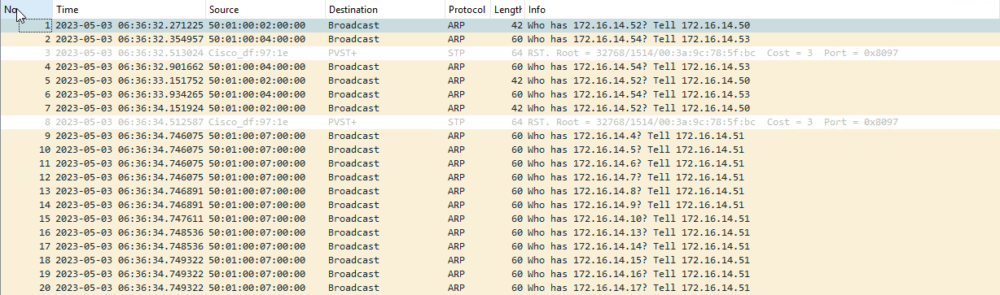 No. Time Source Destination Protocol Length Info
1 2023-05-03 06:36:32.271225 50:01:00:02:00:00 Broadcast ARP 42 Who has 172.16.14.52? Tell 172.16.14.50
2 2023-05-03 06:36:32.354957 50:01:00:04:00:00 Broadcast ARP 60 Who has 172.16.14.54? Tell 172.16.14.53
3 2023-05-03 06:36:32.513024 Cisco_df:97:1e PVST+ STP 64 RST. Root = 32768/1514/00:3a:9c:78:5f:bc Cost = 3 Port = 0x8097
4 2023-05-03 06:36:32.901662 50:01:00:04:00:00 Broadcast ARP 60 Who has 172.16.14.54? Tell 172.16.14.53
5 2023-05-03 06:36:33.151752 50:01:00:02:00:00 Broadcast ARP 42 Who has 172.16.14.52? Tell 172.16.14.50
6 2023-05-03 06:36:33.934265 50:01:00:04:00:00 Broadcast ARP 60 Who has 172.16.14.54? Tell 172.16.14.53
7 2023-05-03 06:36:34.151924 50:01:00:02:00:00 Broadcast ARP 42 Who has 172.16.14.52? Tell 172.16.14.50
8 2023-05-03 06:36:34.512587 Cisco_df:97:1e PVST+ STP 64 RST. Root = 32768/1514/00:3a:9c:78:5f:bc Cost = 3 Port = 0x8097
9 2023-05-03 06:36:34.746075 50:01:00:07:00:00 Broadcast ARP 60 Who has 172.16.14.4? Tell 172.16.14.51
10 2023-05-03 06:36:34.746075 50:01:00:07:00:00 Broadcast ARP 60 Who has 172.16.14.5? Tell 172.16.14.51
11 2023-05-03 06:36:34.746075 50:01:00:07:00:00 Broadcast ARP 60 Who has 172.16.14.6? Tell 172.16.14.51
12 2023-05-03 06:36:34.746075 50:01:00:07:00:00 Broadcast ARP 60 Who has 172.16.14.7? Tell 172.16.14.51
13 2023-05-03 06:36:34.746891 50:01:00:07:00:00 Broadcast ARP 60 Who has 172.16.14.8? Tell 172.16.14.51
14 2023-05-03 06:36:34.746891 50:01:00:07:00:00 Broadcast ARP 60 Who has 172.16.14.9? Tell 172.16.14.51
15 2023-05-03 06:36:34.747611 50:01:00:07:00:00 Broadcast ARP 60 Who has 172.16.14.10? Tell 172.16.14.51
16 2023-05-03 06:36:34.748536 50:01:00:07:00:00 Broadcast ARP 60 Who has 172.16.14.13? Tell 172.16.14.51
17 2023-05-03 06:36:34.748536 50:01:00:07:00:00 Broadcast ARP 60 Who has 172.16.14.14? Tell 172.16.14.51
18 2023-05-03 06:36:34.749322 50:01:00:07:00:00 Broadcast ARP 60 Who has 172.16.14.15? Tell 172.16.14.51
19 2023-05-03 06:36:34.749322 50:01:00:07:00:00 Broadcast ARP 60 Who has 172.16.14.16? Tell 172.16.14.51
20 2023-05-03 06:36:34.749322 50:01:00:07:00:00 Broadcast ARP 60 Who has 172.16.14.17? Tell 172.16.14.51